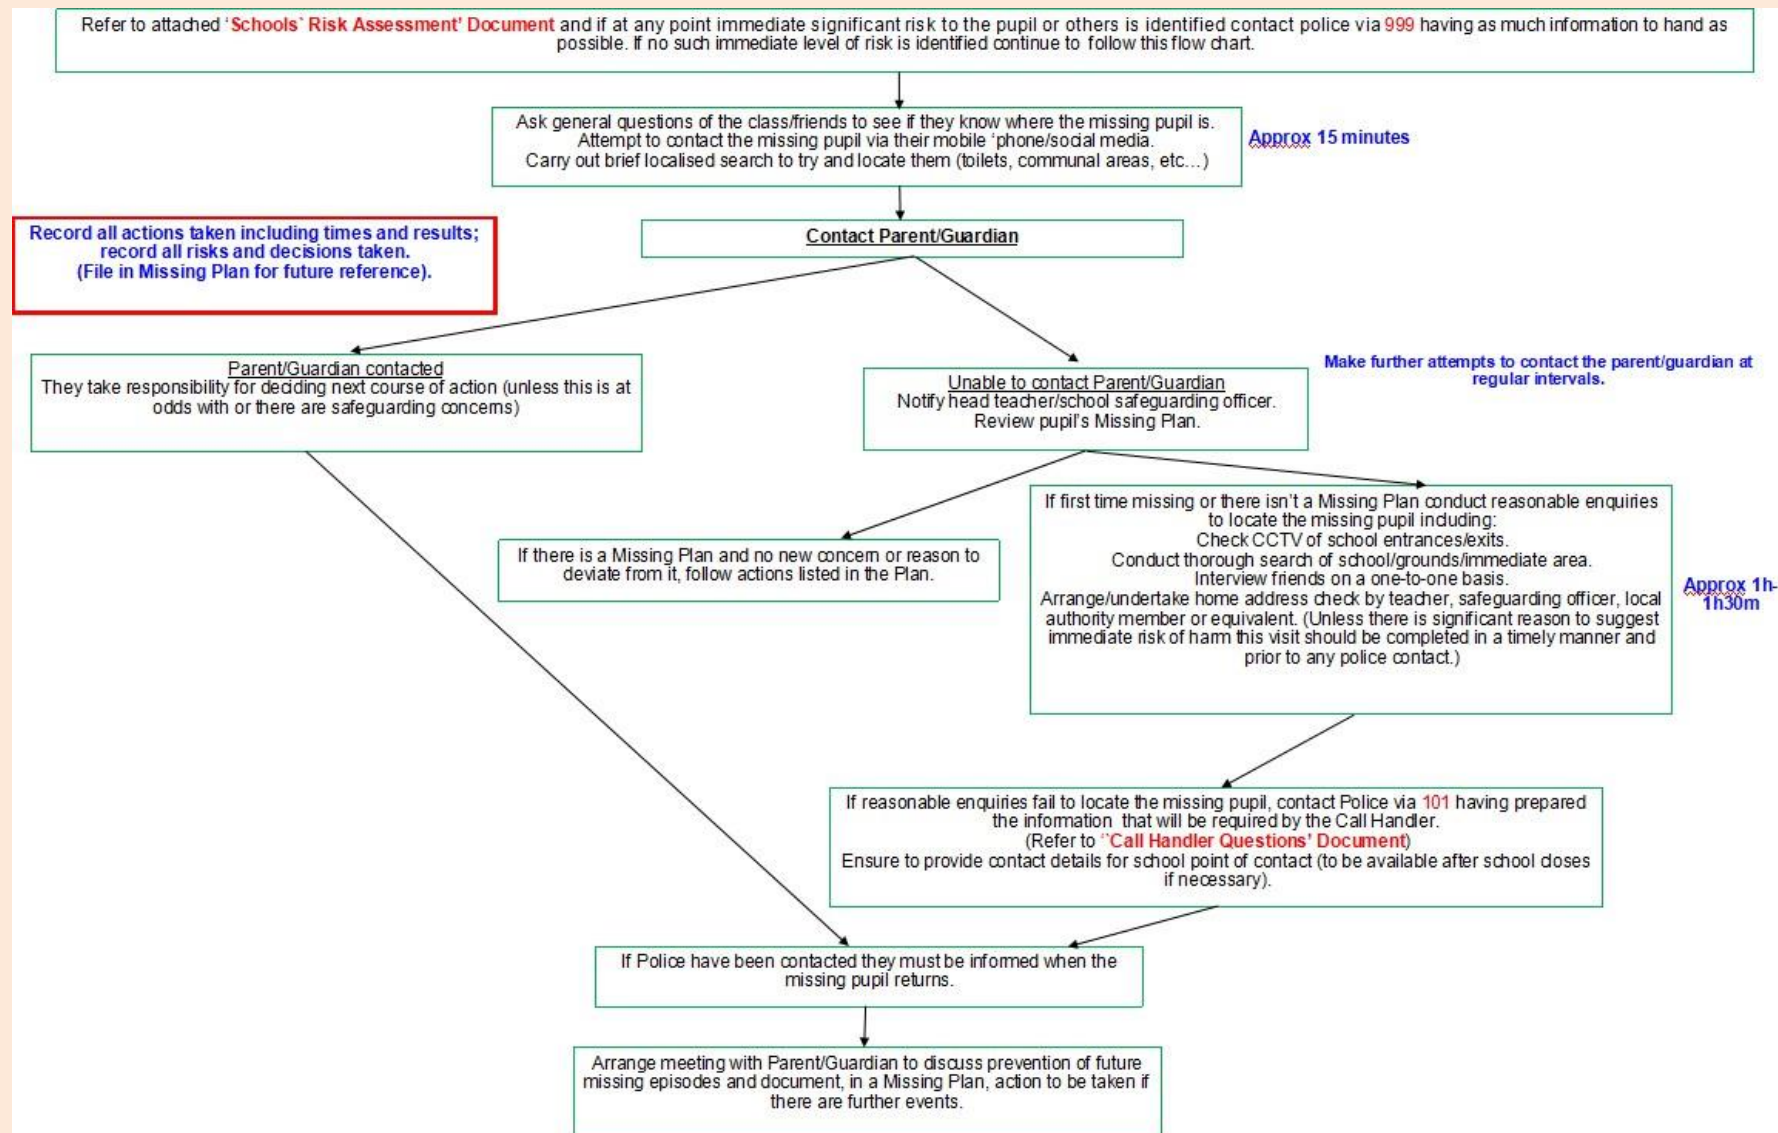 Refer to attached ‘Schools` Risk Assessment’ Document and if at any point immediate significant risk to the pupil or others is identified contact police via 999 having as much information to hand as
possible. If no such immediate level of risk is identified continue to follow this flow chart.
Ask general questions of the class/friends to see if they know where the missing pupil is.
Attempt to contact the missing pupil via their mobile ‘phone/social media.
Carry out brief localised search to try and locate them (toilets, communal areas, etc…)
Approx 15 minutes
Record all actions taken including times and results;
record all risks and decisions taken.
(File in Missing Plan for future reference).
Contact Parent/Guardian
Parent/Guardian contacted
They take responsibility for deciding next course of action (unless this is at
odds with or there are safeguarding concerns)
Unable to contact Parent/Guardian
Notify head teacher/school safeguarding officer.
Review pupil’s Missing Plan.
Make further attempts to contact the parent/guardian at
regular intervals.
If there is a Missing Plan and no new concern or reason to
deviate from it, follow actions listed in the Plan.
If first time missing or there isn’t a Missing Plan conduct reasonable enquiries
to locate the missing pupil including:
Check CCTV of school entrances/exits.
Conduct thorough search of school/grounds/immediate area.
Interview friends on a one-to-one basis.
Arrange/undertake home address check by teacher, safeguarding officer, local
authority member or equivalent. (Unless there is significant reason to suggest
immediate risk of harm this visit should be completed in a timely manner and
prior to any police contact.)
Approx 1h-
1h30m
If reasonable enquiries fail to locate the missing pupil, contact Police via 101 having prepared
the information that will be required by the Call Handler.
(Refer to ‘`Call Handler Questions’ Document)
Ensure to provide contact details for school point of contact (to be available after school closes
if necessary).
If Police have been contacted they must be informed when the
missing pupil returns.
Arrange meeting with Parent/Guardian to discuss prevention of future
missing episodes and document, in a Missing Plan, action to be taken if
there are further events.